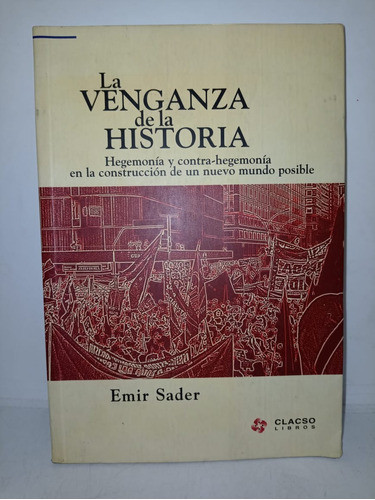 La
VENGANZA
de la
HISTORIA
Hegemonía y contra-hegemonía
en la construcción de un nuevo mundo posible
Emir Sader
CLACSO
LIBROS